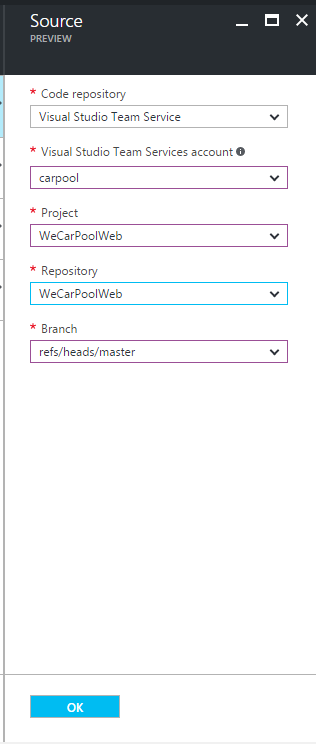 Source
PREVIEW
* Code repository
Visual Studio Team Service
* Visual Studio Team Services account
carpool
* Project
WeCarPoolWeb
* Repository
WeCarPoolWeb
* Branch
refs/heads/master
OK